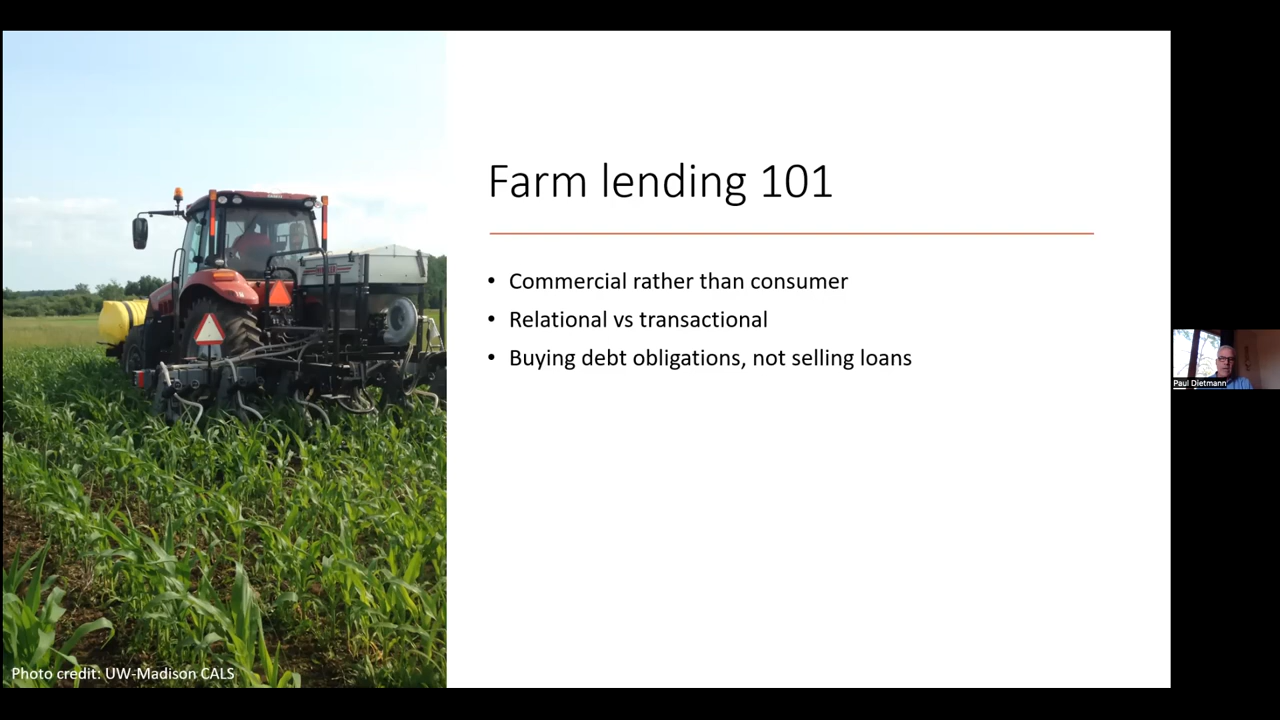 Farm lending 101
• Commercial rather than consumer
• Relational vs transactional
• Buying debt obligations, not selling loans
Photo credit: UW-Madison CALS
Paul Dietmann